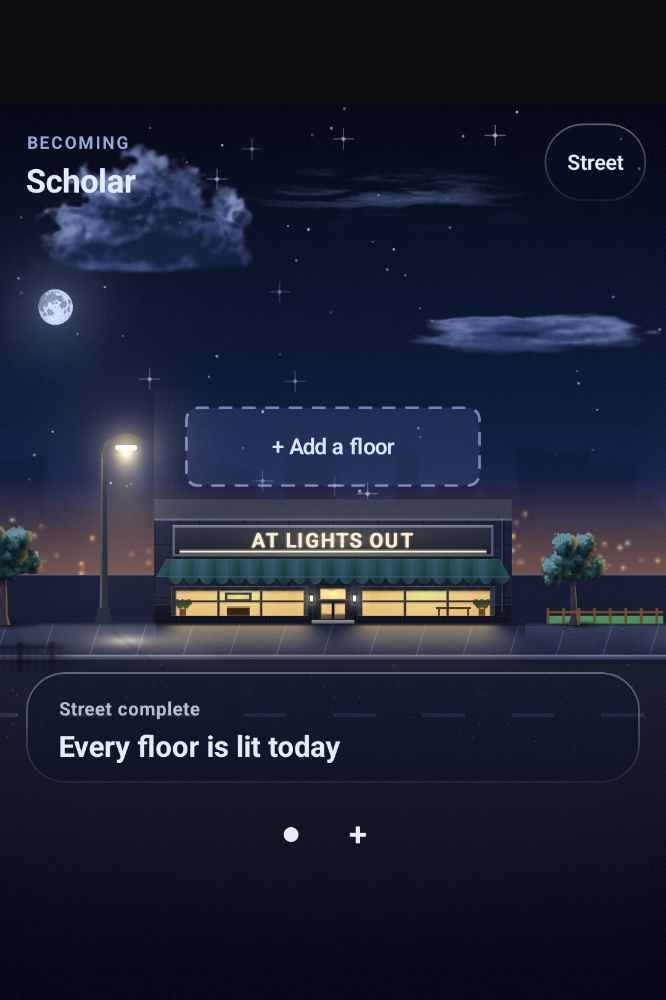 BECOMING
Scholar
Street
+ Add a floor
AT LIGHTS OUT
Street complete
Every floor is lit today
+